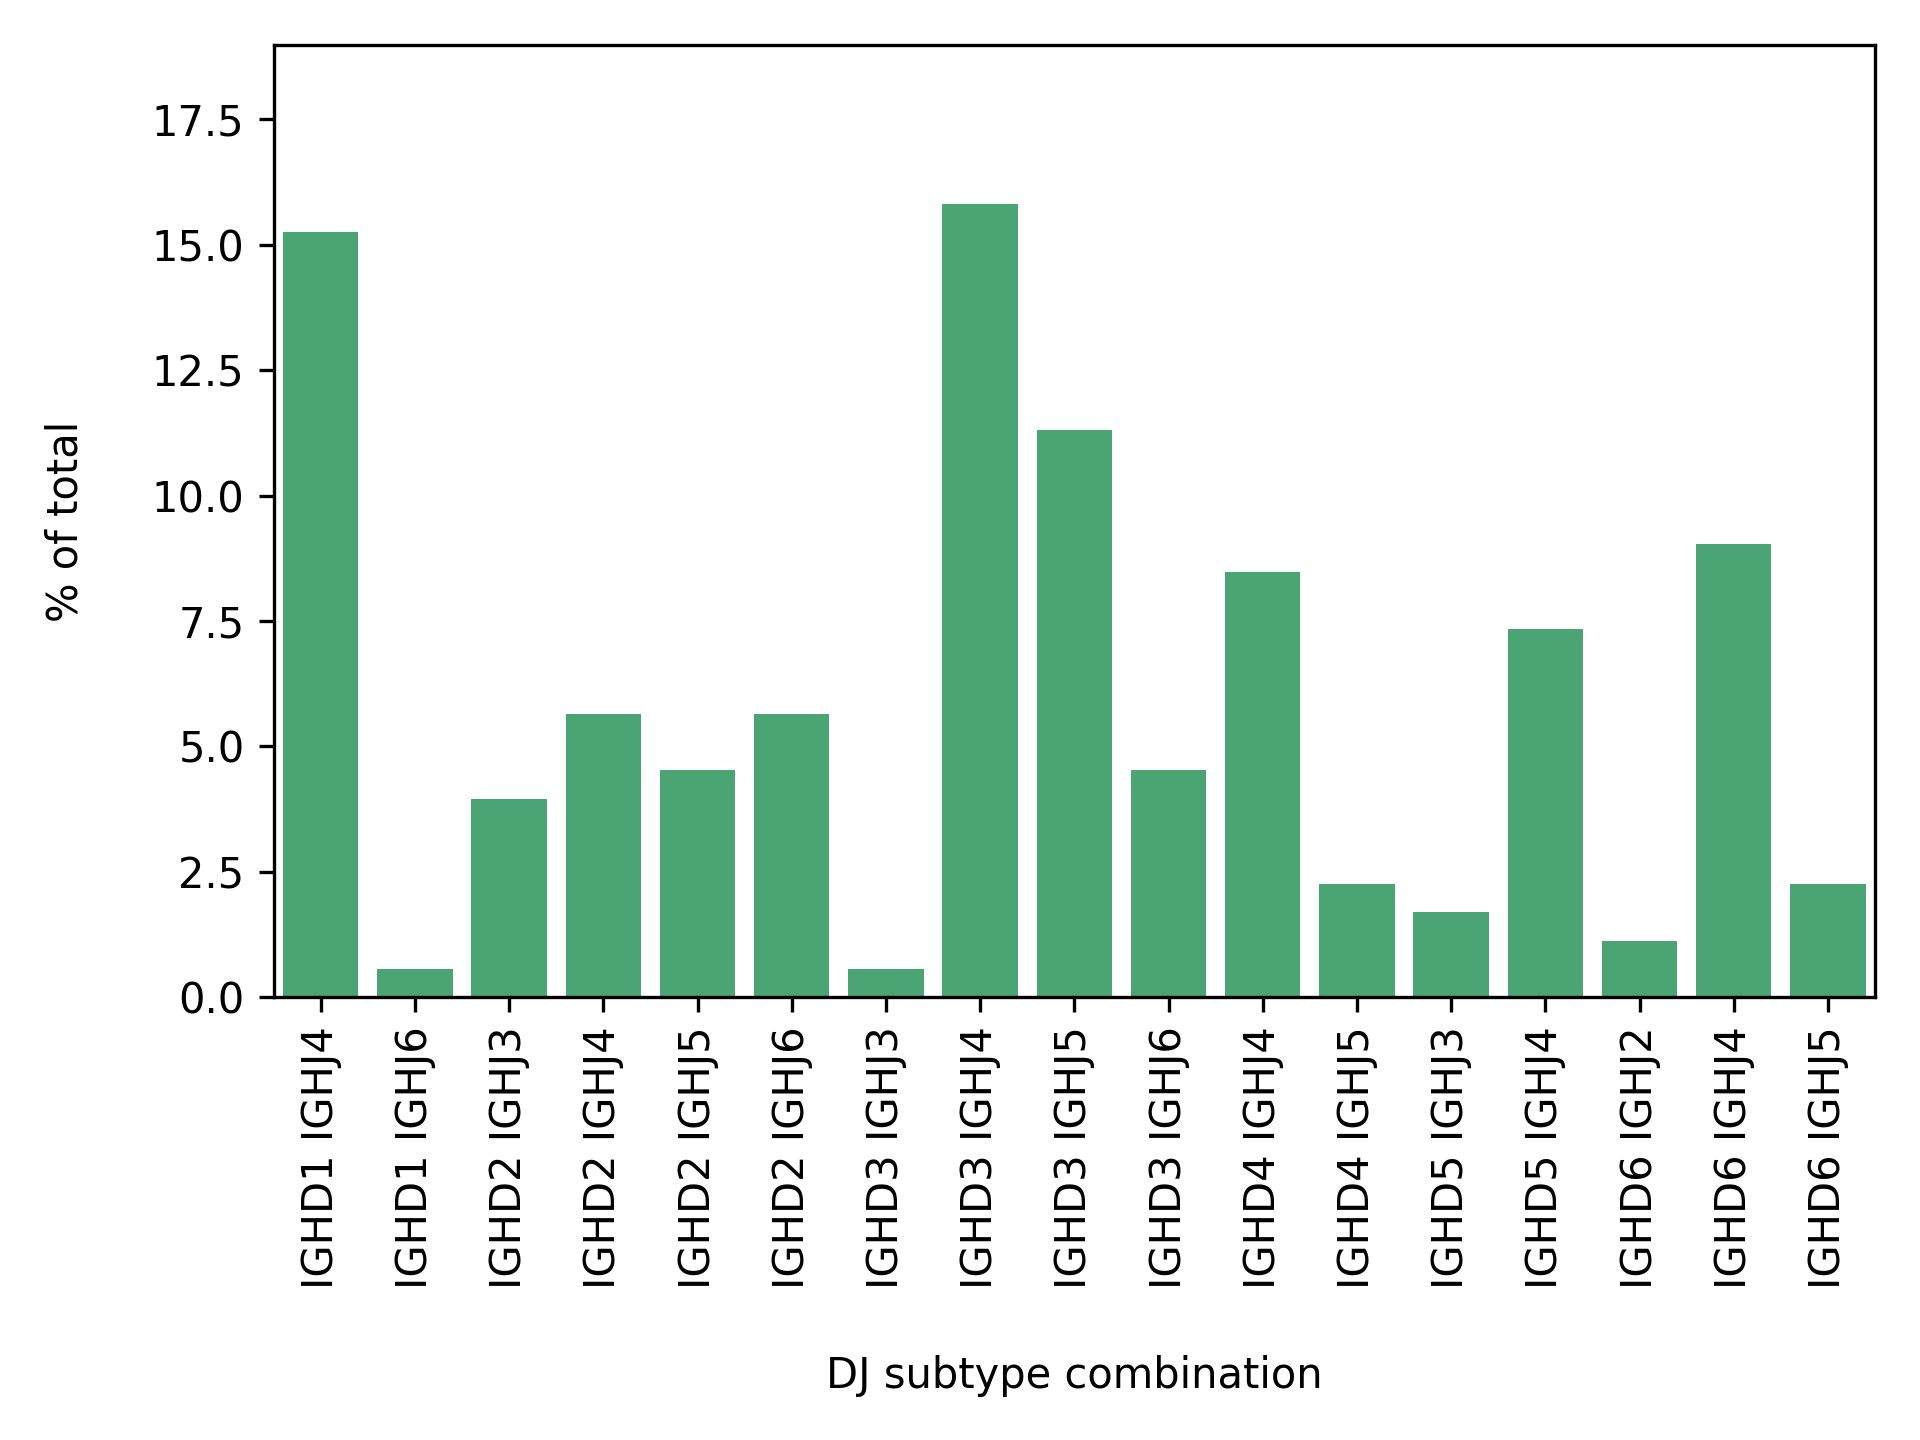 % of total
17.5
15.0
12.5
10.0
7.5
5.0
2.5
0.0
IGHD1 IGHJ4
IGHD1 IGHJ6
IGHD2 IGHJ3
IGHD2 IGHJ4
IGHD2 IGHJ5
IGHD2 IGHJ6
IGHD3 IGHJ3
IGHD3 IGHJ4
IGHD3 IGHJ5
IGHD3 IGHJ6
IGHD4 IGHJ4
IGHD4 IGHJ5
IGHD5 IGHJ3
IGHD5 IGHJ4
IGHD6 IGHJ2
IGHD6 IGHJ4
IGHD6 IGHJ5
DJ subtype combination